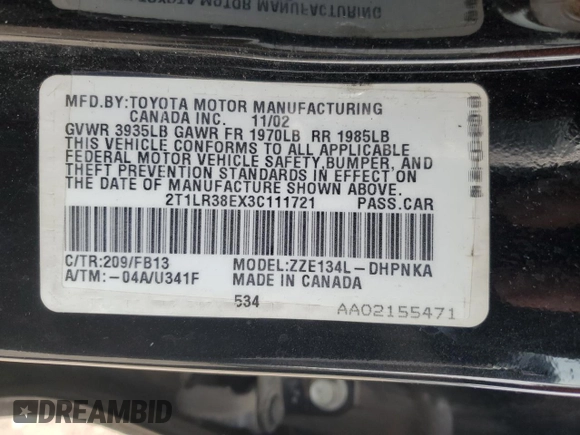 TOYOTA MOTOR MANUFACTURING
MFD.BY:TOYOTA MOTOR MANUFACTURING
CANADA INC. 11/02
GVWR 3935LB GAWR FR 1970LB RR 1985LB
THIS VEHICLE CONFORMS TO ALL APPLICABLE
FEDERAL MOTOR VEHICLE SAFETY,BUMPER, AND
THEFT PREVENTION STANDARDS IN EFFECT ON
THE DATE OF MANUFACTURE SHOWN ABOVE.
2T1LR38EX3C111721 PASS.CAR
C/TR:209/FB13 MODEL:ZZE134L-DHPNKA
A/TM:-04A/U341F MADE IN CANADA
534
AA02155471
DREAMBID